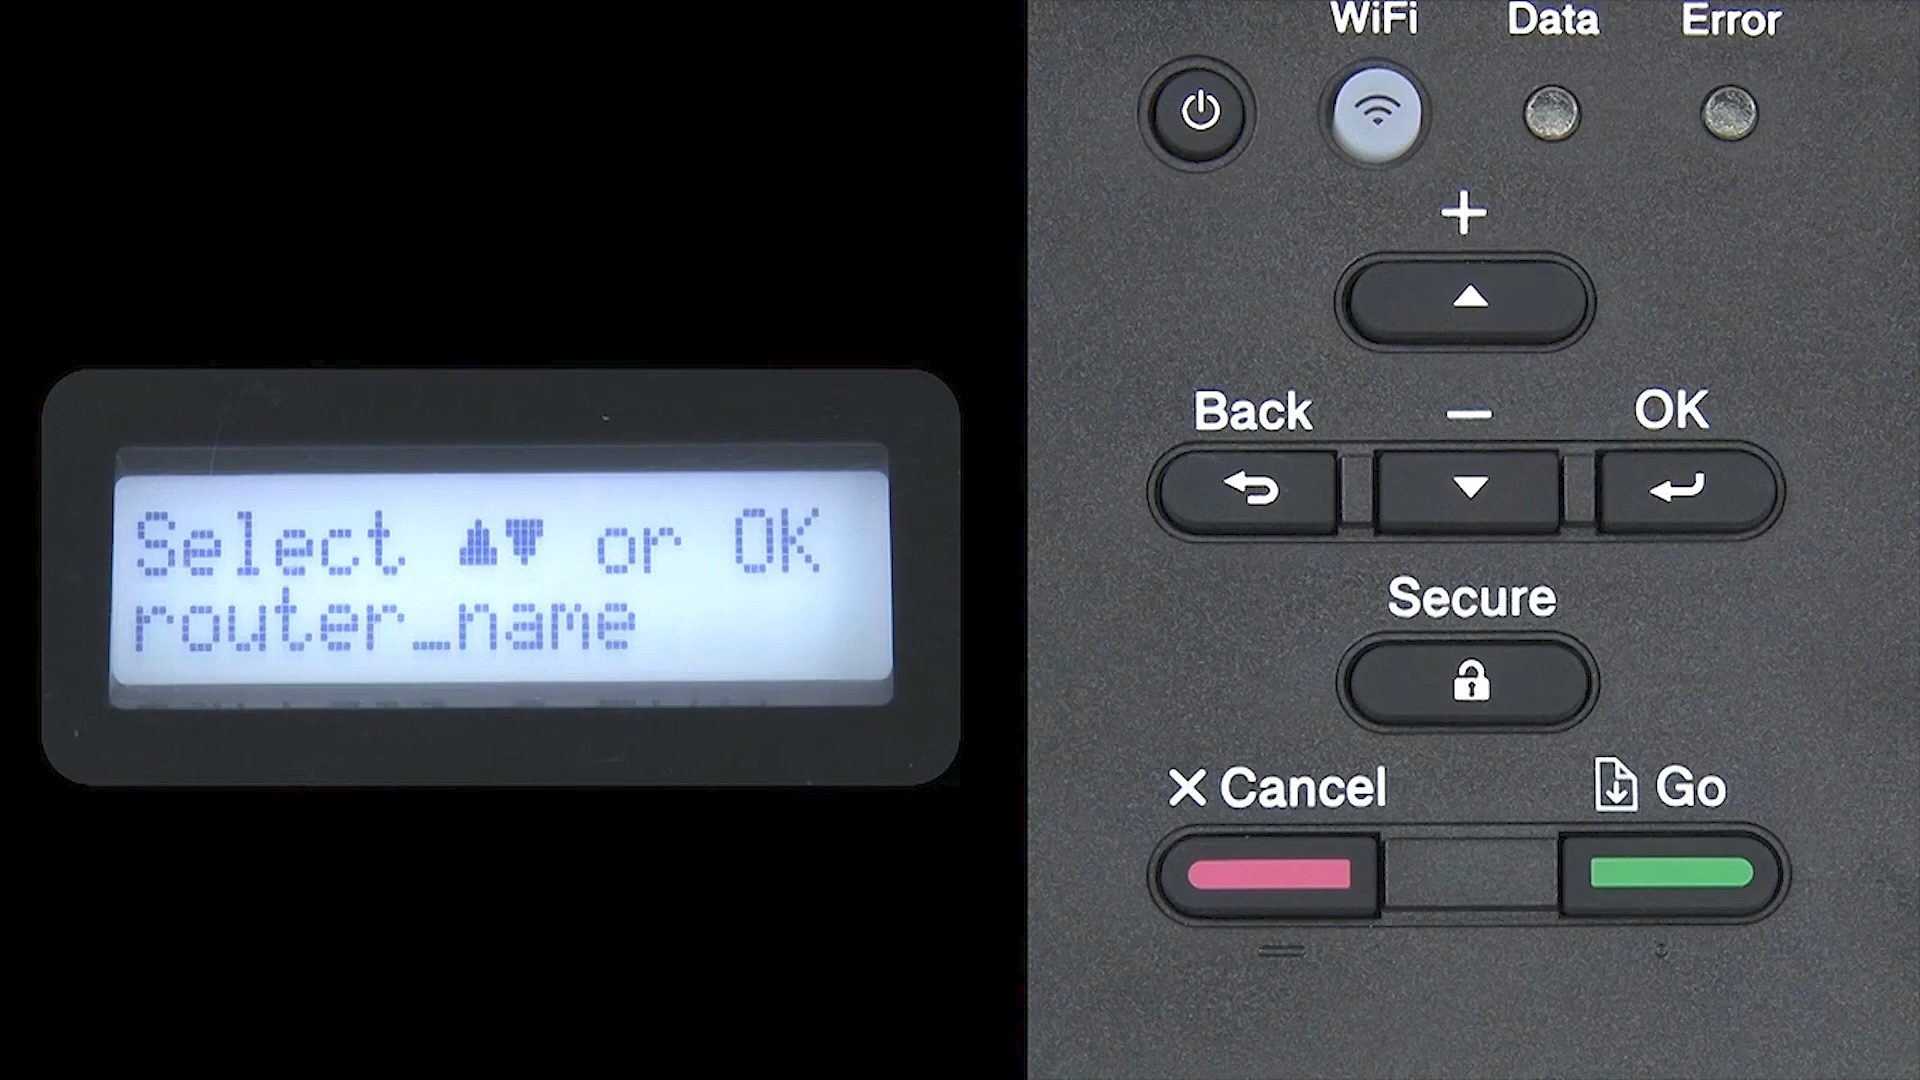 Select ▲▼ or OK
router_name
WiFi Data Error
+
Back — OK
Secure
X Cancel Go